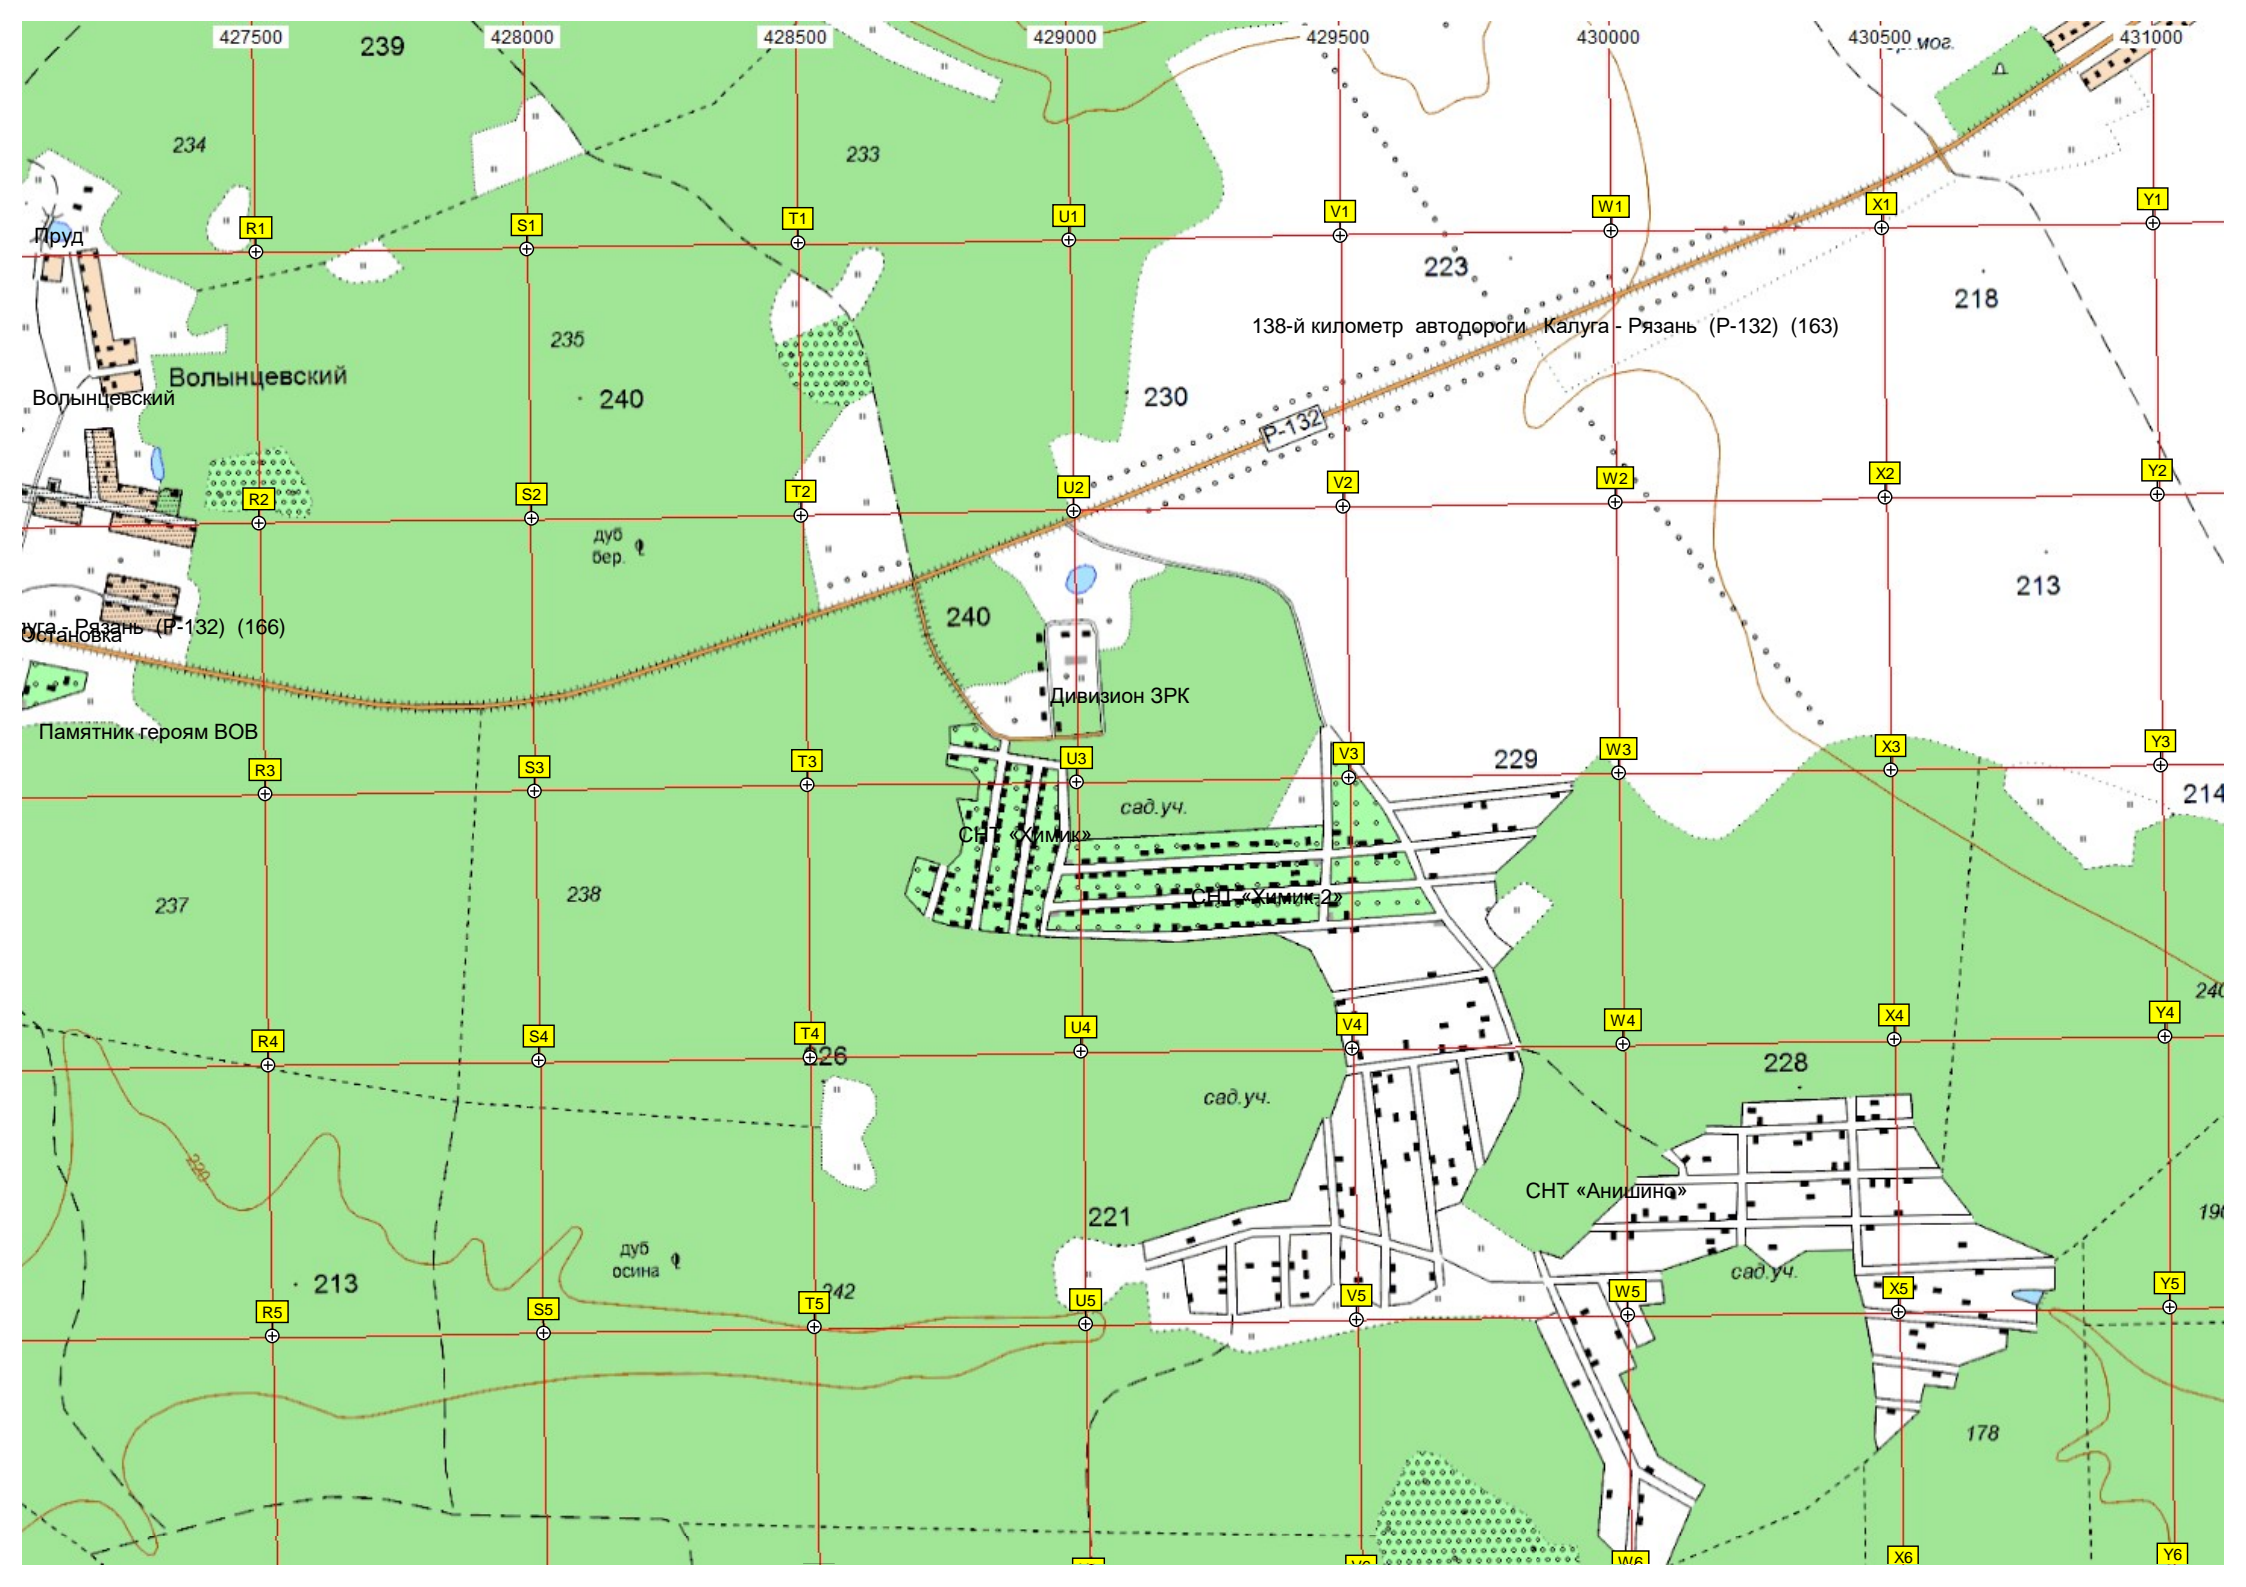 427500 428000 428500 429000 429500 430000 430500 431000
239
234
233
R1 S1 T1 U1 V1 W1 X1 Y1
Пруд
223
218
138-й километр автодороги Калуга - Рязань (Р-132) (163)
235
Волынцевский
240
230
Волынцевский
Р-132
R2 S2 T2 U2 V2 W2 X2 Y2
дуб
бер.
213
240
уга - Рязань (Р-132) (166)
Остановка
Дивизион ЗРК
Памятник героям ВОВ
R3 S3 T3 U3 V3 W3 X3 Y3
229
214
сад.уч.
СНТ «Химик»
237
238
СНТ «Химик-2»
240
R4 S4 T4 U4 V4 W4 X4 Y4
226
228
сад.уч.
220
СНТ «Анишино»
190
221
дуб
осина
213
242
сад.уч.
R5 S5 T5 U5 V5 W5 X5 Y5
178
V6 W6 X6 Y6